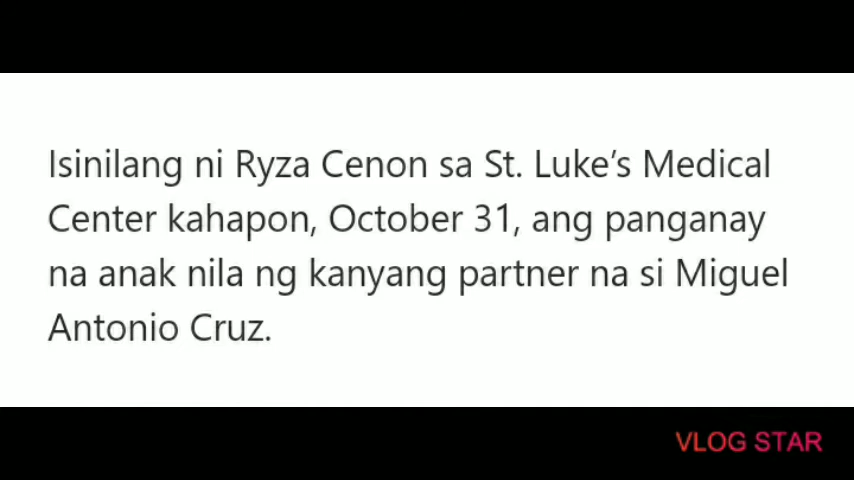 Isinilang ni Ryza Cenon sa St. Luke’s Medical
Center kahapon, October 31, ang panganay
na anak nila ng kanyang partner na si Miguel
Antonio Cruz.
VLOG STAR